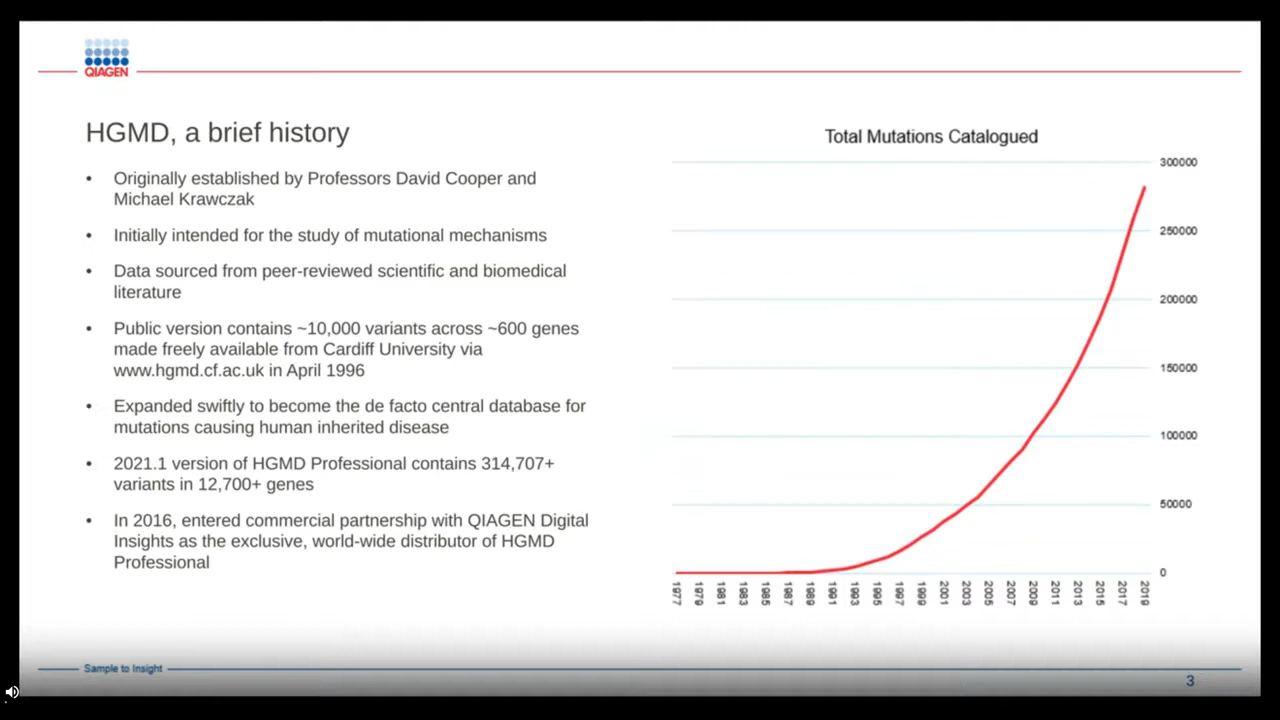 QIAGEN
HGMD, a brief history
• Originally established by Professors David Cooper and
Michael Krawczak
• Initially intended for the study of mutational mechanisms
• Data sourced from peer-reviewed scientific and biomedical
literature
• Public version contains ~10,000 variants across ~600 genes
made freely available from Cardiff University via
www.hgmd.cf.ac.uk in April 1996
• Expanded swiftly to become the de facto central database for
mutations causing human inherited disease
• 2021.1 version of HGMD Professional contains 314,707+
variants in 12,700+ genes
• In 2016, entered commercial partnership with QIAGEN Digital
Insights as the exclusive, world-wide distributor of HGMD
Professional
Total Mutations Catalogued
300000
250000
200000
150000
100000
50000
0
1977
1979
1981
1983
1985
1987
1989
1991
1993
1995
1997
1999
2001
2003
2005
2007
2009
2011
2013
2015
2017
2019
Sample to Insight
3